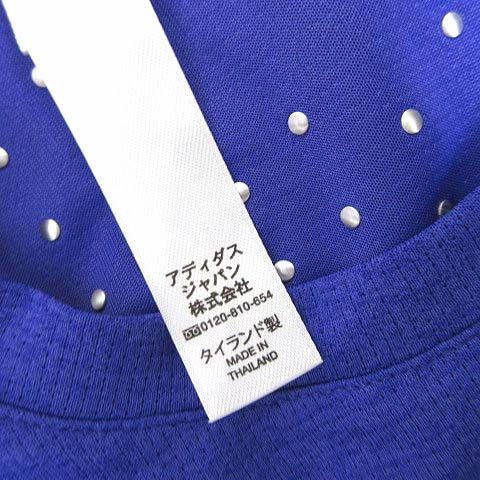 アディダス
ジャパン
株式会社
0120-810-654
タイランド製
MADE IN
THAILAND